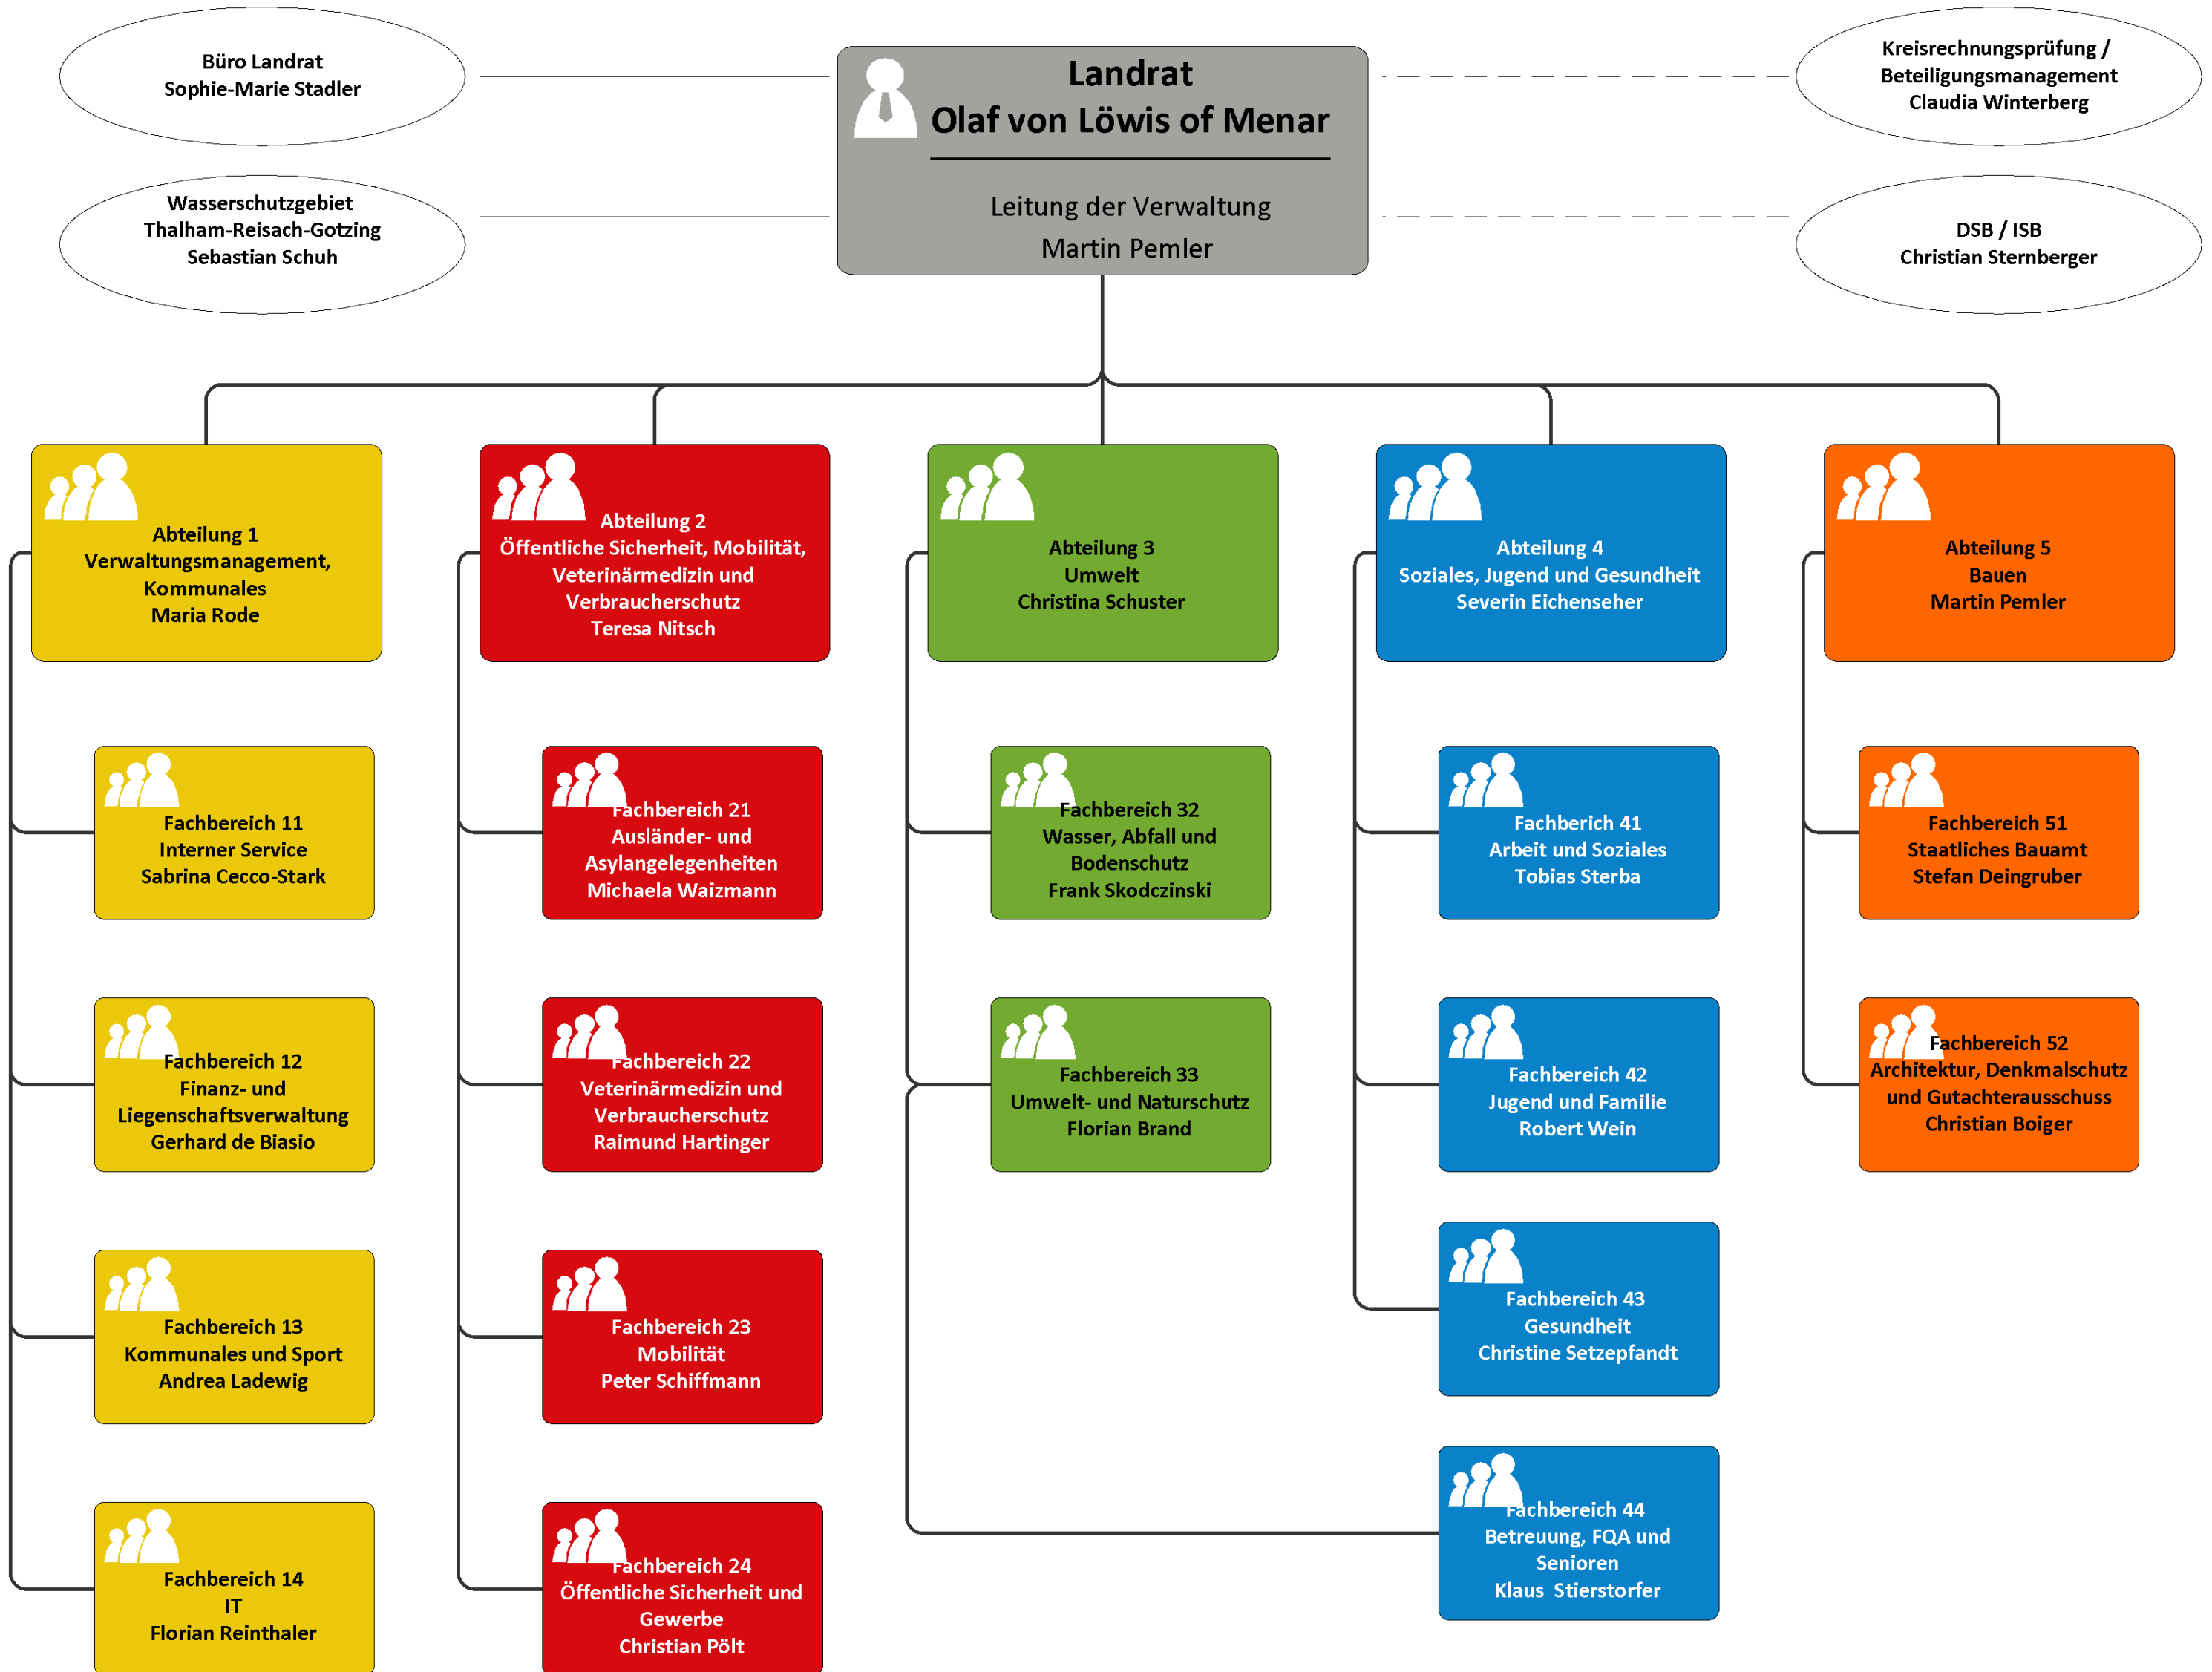 Büro Landrat
Sophie-Marie Stadler
Landrat
Olaf von Löwis of Menar
Leitung der Verwaltung
Martin Pemler
Kreisrechnungsprüfung /
Beteiligungsmanagement
Claudia Winterberg
Wasserschutzgebiet
Thalham-Reisach-Gotzing
Sebastian Schuh
DSB / ISB
Christian Sternberger
Abteilung 1
Verwaltungsmanagement,
Kommunales
Maria Rode
Abteilung 2
Öffentliche Sicherheit, Mobilität,
Veterinärmedizin und
Verbraucherschutz
Teresa Nitsch
Abteilung 3
Umwelt
Christina Schuster
Abteilung 4
Soziales, Jugend und Gesundheit
Severin Eichenseher
Abteilung 5
Bauen
Martin Pemler
Fachbereich 11
Interner Service
Sabrina Cecco-Stark
Fachbereich 21
Ausländer- und
Asylangelegenheiten
Michaela Waizmann
Fachbereich 32
Wasser, Abfall und
Bodenschutz
Frank Skodczinski
Fachberich 41
Arbeit und Soziales
Tobias Sterba
Fachbereich 51
Staatliches Bauamt
Stefan Deingruber
Fachbereich 12
Finanz- und
Liegenschaftsverwaltung
Gerhard de Biasio
Fachbereich 22
Veterinärmedizin und
Verbraucherschutz
Raimund Hartinger
Fachbereich 33
Umwelt- und Naturschutz
Florian Brand
Fachbereich 42
Jugend und Familie
Robert Wein
Fachbereich 52
Architektur, Denkmalschutz
und Gutachterausschuss
Christian Boiger
Fachbereich 13
Kommunales und Sport
Andrea Ladewig
Fachbereich 23
Mobilität
Peter Schiffmann
Fachbereich 43
Gesundheit
Christine Setzepfandt
Fachbereich 14
IT
Florian Reinthaler
Fachbereich 24
Öffentliche Sicherheit und
Gewerbe
Christian Pölt
Fachbereich 44
Betreuung, FQA und
Senioren
Klaus  Stierstorfer